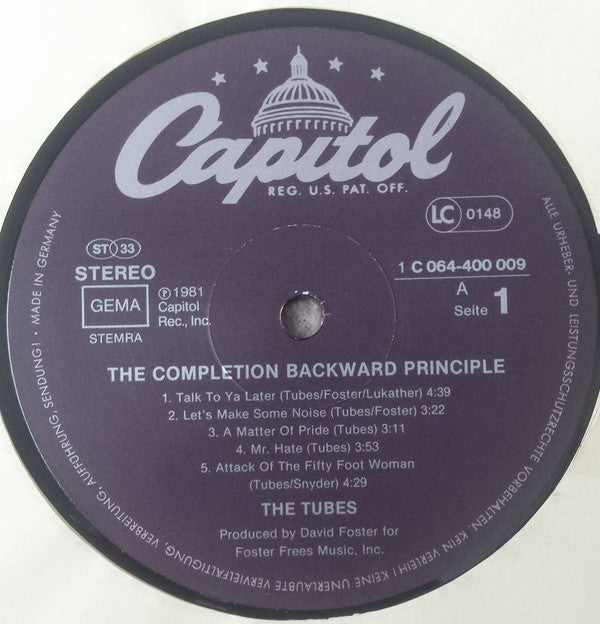 Capitol
REG. U.S. PAT. OFF.
LC 0148
ST 33
STEREO
GEMA
STEMRA
℗ 1981
Capitol
Rec., Inc.
1 C 064-400 009
A
Seite 1
THE COMPLETION BACKWARD PRINCIPLE
1. Talk To Ya Later (Tubes/Foster/Lukather) 4:39
2. Let's Make Some Noise (Tubes/Foster) 3:22
3. A Matter Of Pride (Tubes) 3:11
4. Mr. Hate (Tubes) 3:53
5. Attack Of The Fifty Foot Woman
(Tubes/Snyder) 4:29
THE TUBES
Produced by David Foster for
Foster Frees Music, Inc.
ALLE URHEBER- UND LEISTUNGSSCHUTZRECHTE VORBEHALTEN. KEIN VERLEIH! KEINE UNERLAUBTE VERVIELFÄLTIGUNG, VERBREITUNG, AUFFÜHRUNG, SENDUNG! · MADE IN GERMANY